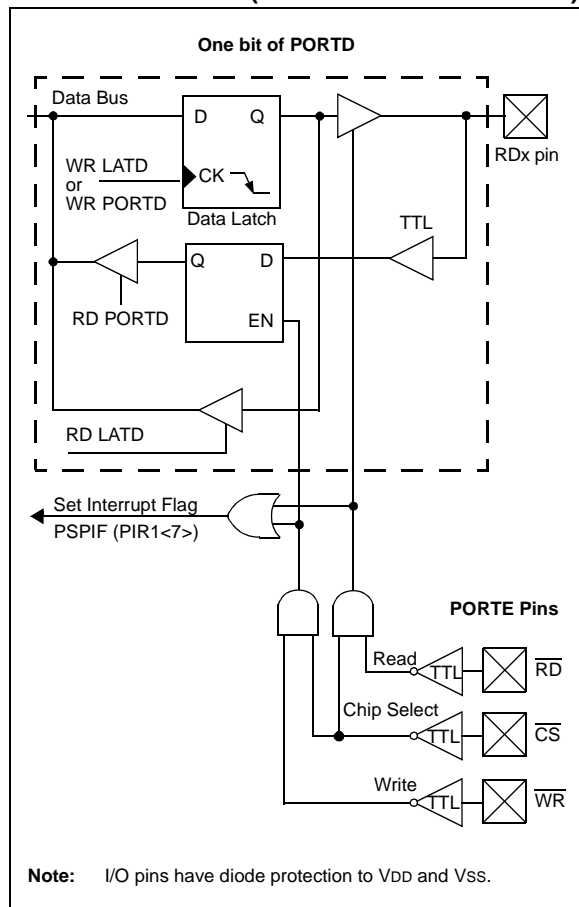 One bit of PORTD
Data Bus
D
Q
RDx pin
WR LATD
or
WR PORTD
CK
Data Latch
TTL
Q
D
RD PORTD
EN
RD LATD
Set Interrupt Flag
PSPIF (PIR1<7>)
PORTE Pins
Read
TTL
RD
Chip Select
TTL
CS
Write
TTL
WR
Note: I/O pins have diode protection to VDD and VSS.